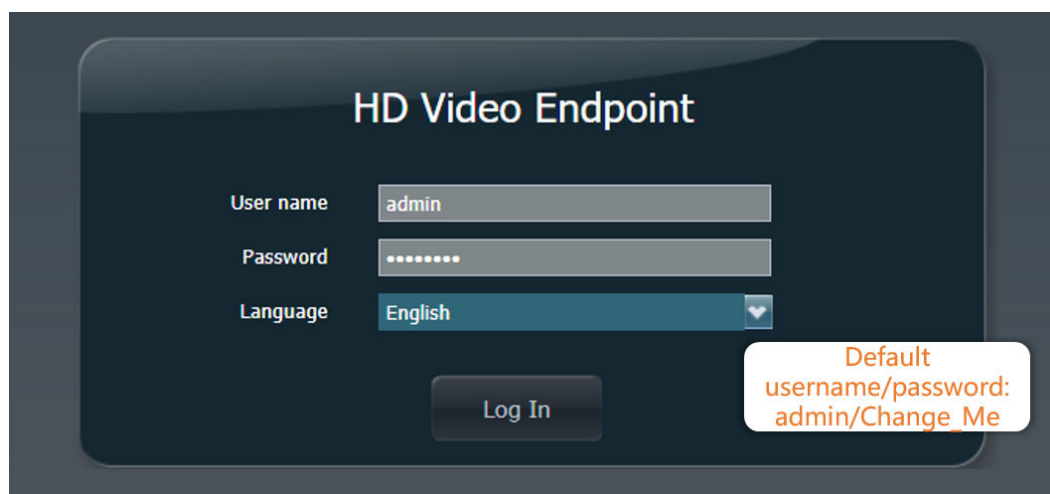 HD Video Endpoint
User name
admin
Password
••••••••
Language
English
Log In
Default
username/password:
admin/Change_Me